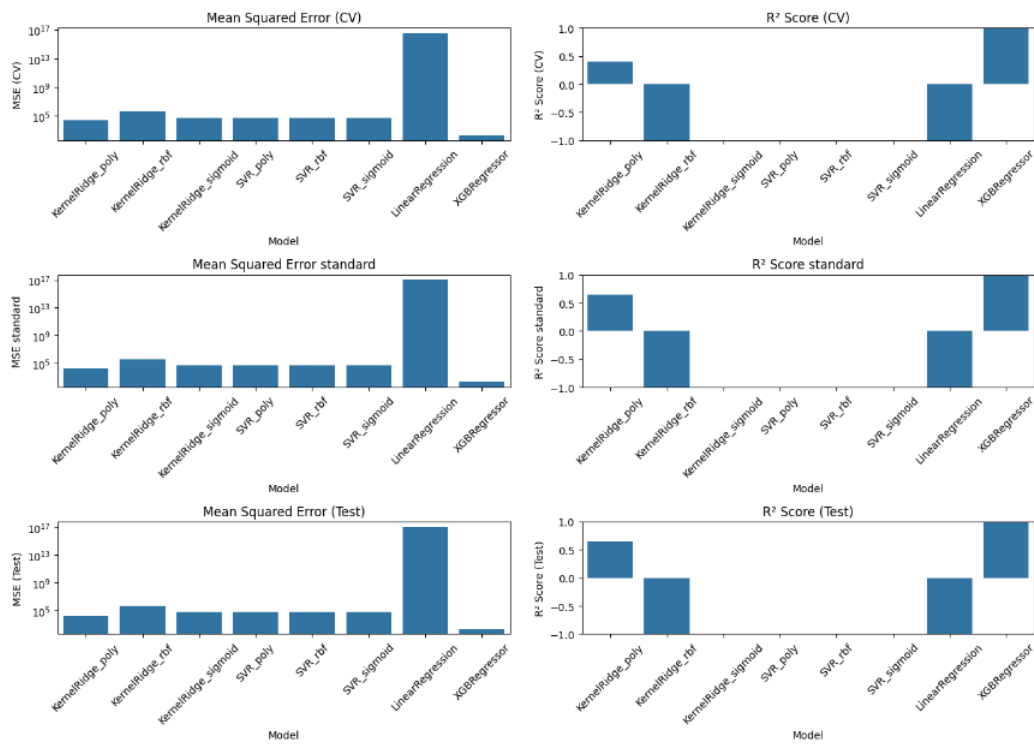 Mean Squared Error (CV)
MSE (CV)
10^17
10^13
10^9
10^5
KernelRidge_poly
KernelRidge_rbf
KernelRidge_sigmoid
SVR_poly
SVR_rbf
SVR_sigmoid
LinearRegression
XGBRegressor
Model
R² Score (CV)
R² Score (CV)
1.0
0.5
0.0
−0.5
−1.0
KernelRidge_poly
KernelRidge_rbf
KernelRidge_sigmoid
SVR_poly
SVR_rbf
SVR_sigmoid
LinearRegression
XGBRegressor
Model
Mean Squared Error standard
MSE standard
10^17
10^13
10^9
10^5
KernelRidge_poly
KernelRidge_rbf
KernelRidge_sigmoid
SVR_poly
SVR_rbf
SVR_sigmoid
LinearRegression
XGBRegressor
Model
R² Score standard
R² Score standard
1.0
0.5
0.0
−0.5
−1.0
KernelRidge_poly
KernelRidge_rbf
KernelRidge_sigmoid
SVR_poly
SVR_rbf
SVR_sigmoid
LinearRegression
XGBRegressor
Model
Mean Squared Error (Test)
MSE (Test)
10^17
10^13
10^9
10^5
KernelRidge_poly
KernelRidge_rbf
KernelRidge_sigmoid
SVR_poly
SVR_rbf
SVR_sigmoid
LinearRegression
XGBRegressor
Model
R² Score (Test)
R² Score (Test)
1.0
0.5
0.0
−0.5
−1.0
KernelRidge_poly
KernelRidge_rbf
KernelRidge_sigmoid
SVR_poly
SVR_rbf
SVR_sigmoid
LinearRegression
XGBRegressor
Model